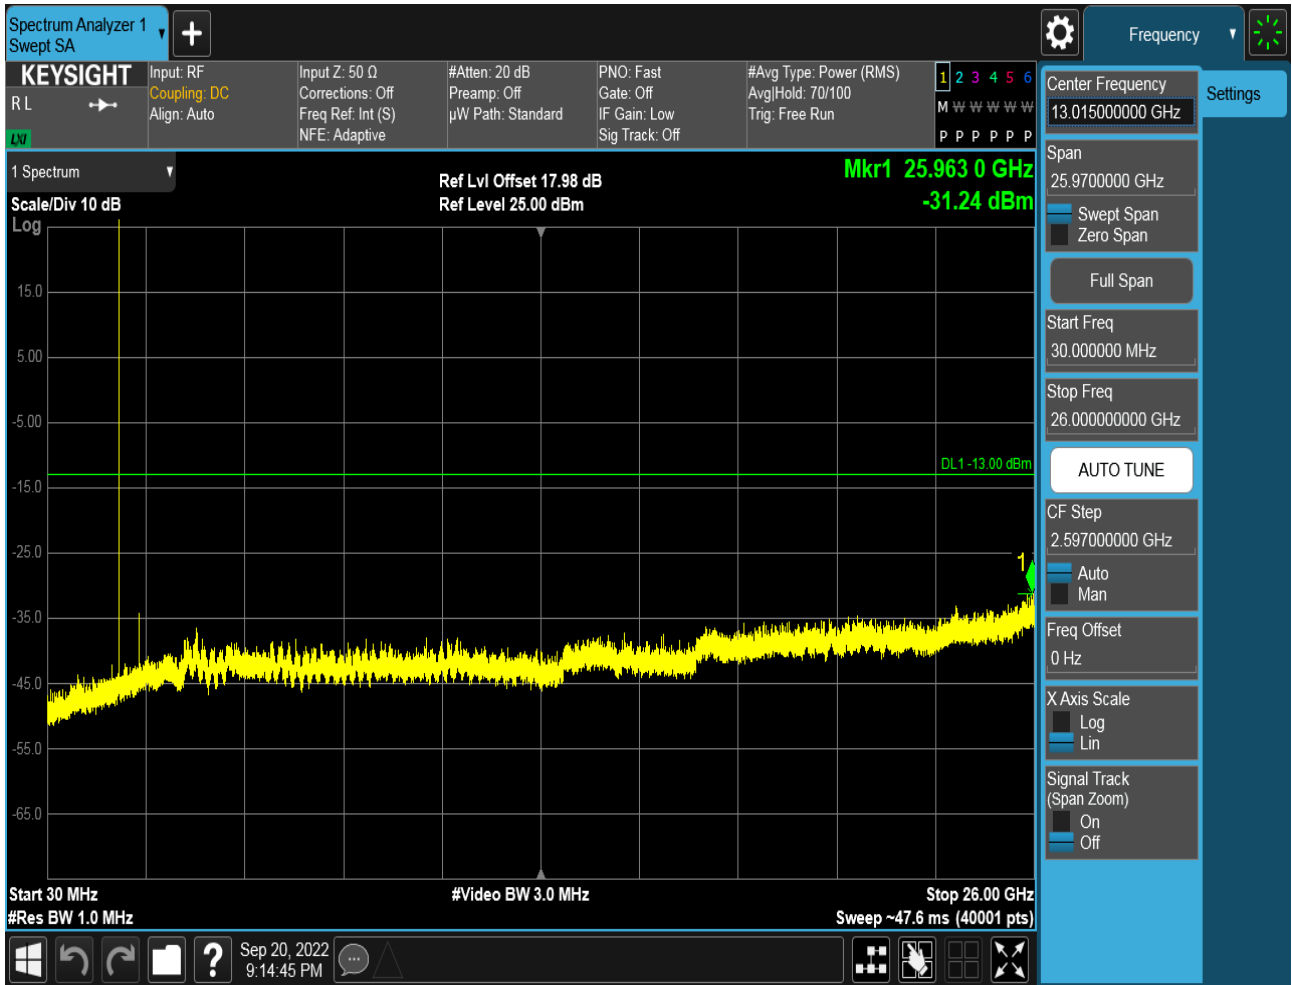 Spectrum Analyzer 1
Swept SA
Frequency
KEYSIGHT
R L
LXI
Input: RF
Coupling: DC
Align: Auto
Input Z: 50 Ω
Corrections: Off
Freq Ref: Int (S)
NFE: Adaptive
#Atten: 20 dB
Preamp: Off
µW Path: Standard
PNO: Fast
Gate: Off
IF Gain: Low
Sig Track: Off
#Avg Type: Power (RMS)
Avg|Hold: 70/100
Trig: Free Run
1 2 3 4 5 6
M W W W W W
P P P P P P
1 Spectrum
Scale/Div 10 dB
Log
Ref Lvl Offset 17.98 dB
Ref Level 25.00 dBm
Mkr1 25.963 0 GHz
-31.24 dBm
15.0
5.00
-5.00
-15.0
-25.0
-35.0
-45.0
-55.0
-65.0
DL1 -13.00 dBm
1
Start 30 MHz
#Res BW 1.0 MHz
#Video BW 3.0 MHz
Stop 26.00 GHz
Sweep ~47.6 ms (40001 pts)
Center Frequency
13.015000000 GHz
Settings
Span
25.9700000 GHz
Swept Span
Zero Span
Full Span
Start Freq
30.000000 MHz
Stop Freq
26.000000000 GHz
AUTO TUNE
CF Step
2.597000000 GHz
Auto
Man
Freq Offset
0 Hz
X Axis Scale
Log
Lin
Signal Track
(Span Zoom)
On
Off
?
Sep 20, 2022
9:14:45 PM